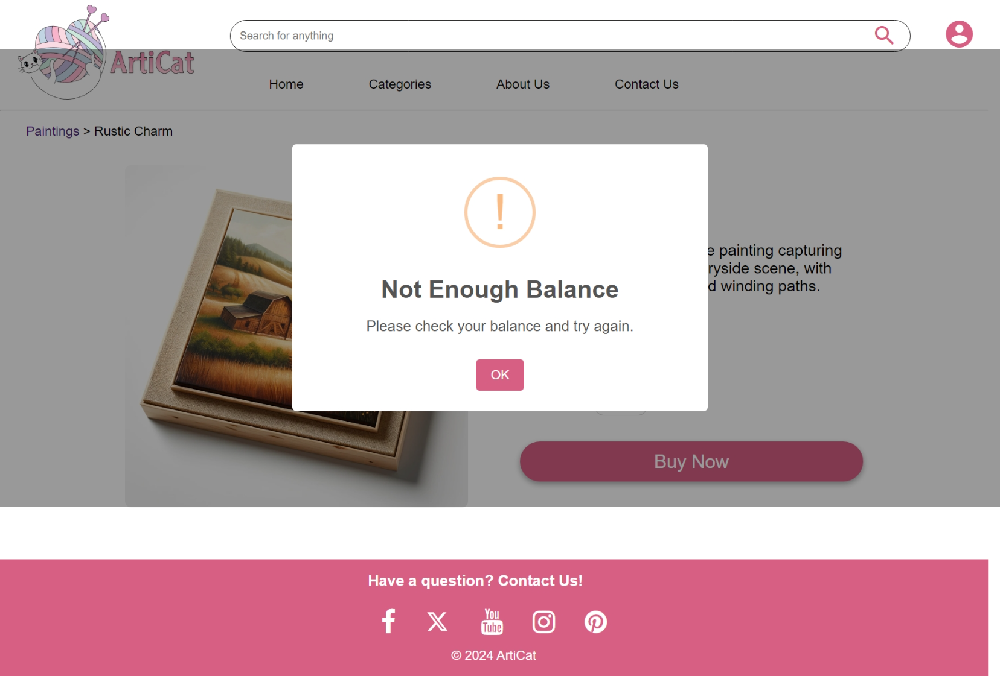 Search for anything
ArtiCat
Home
Categories
About Us
Contact Us
Paintings > Rustic Charm
painting capturing
scene, with
winding paths.
!
Not Enough Balance
Please check your balance and try again.
OK
Buy Now
Have a question? Contact Us!
You
Tube
© 2024 ArtiCat